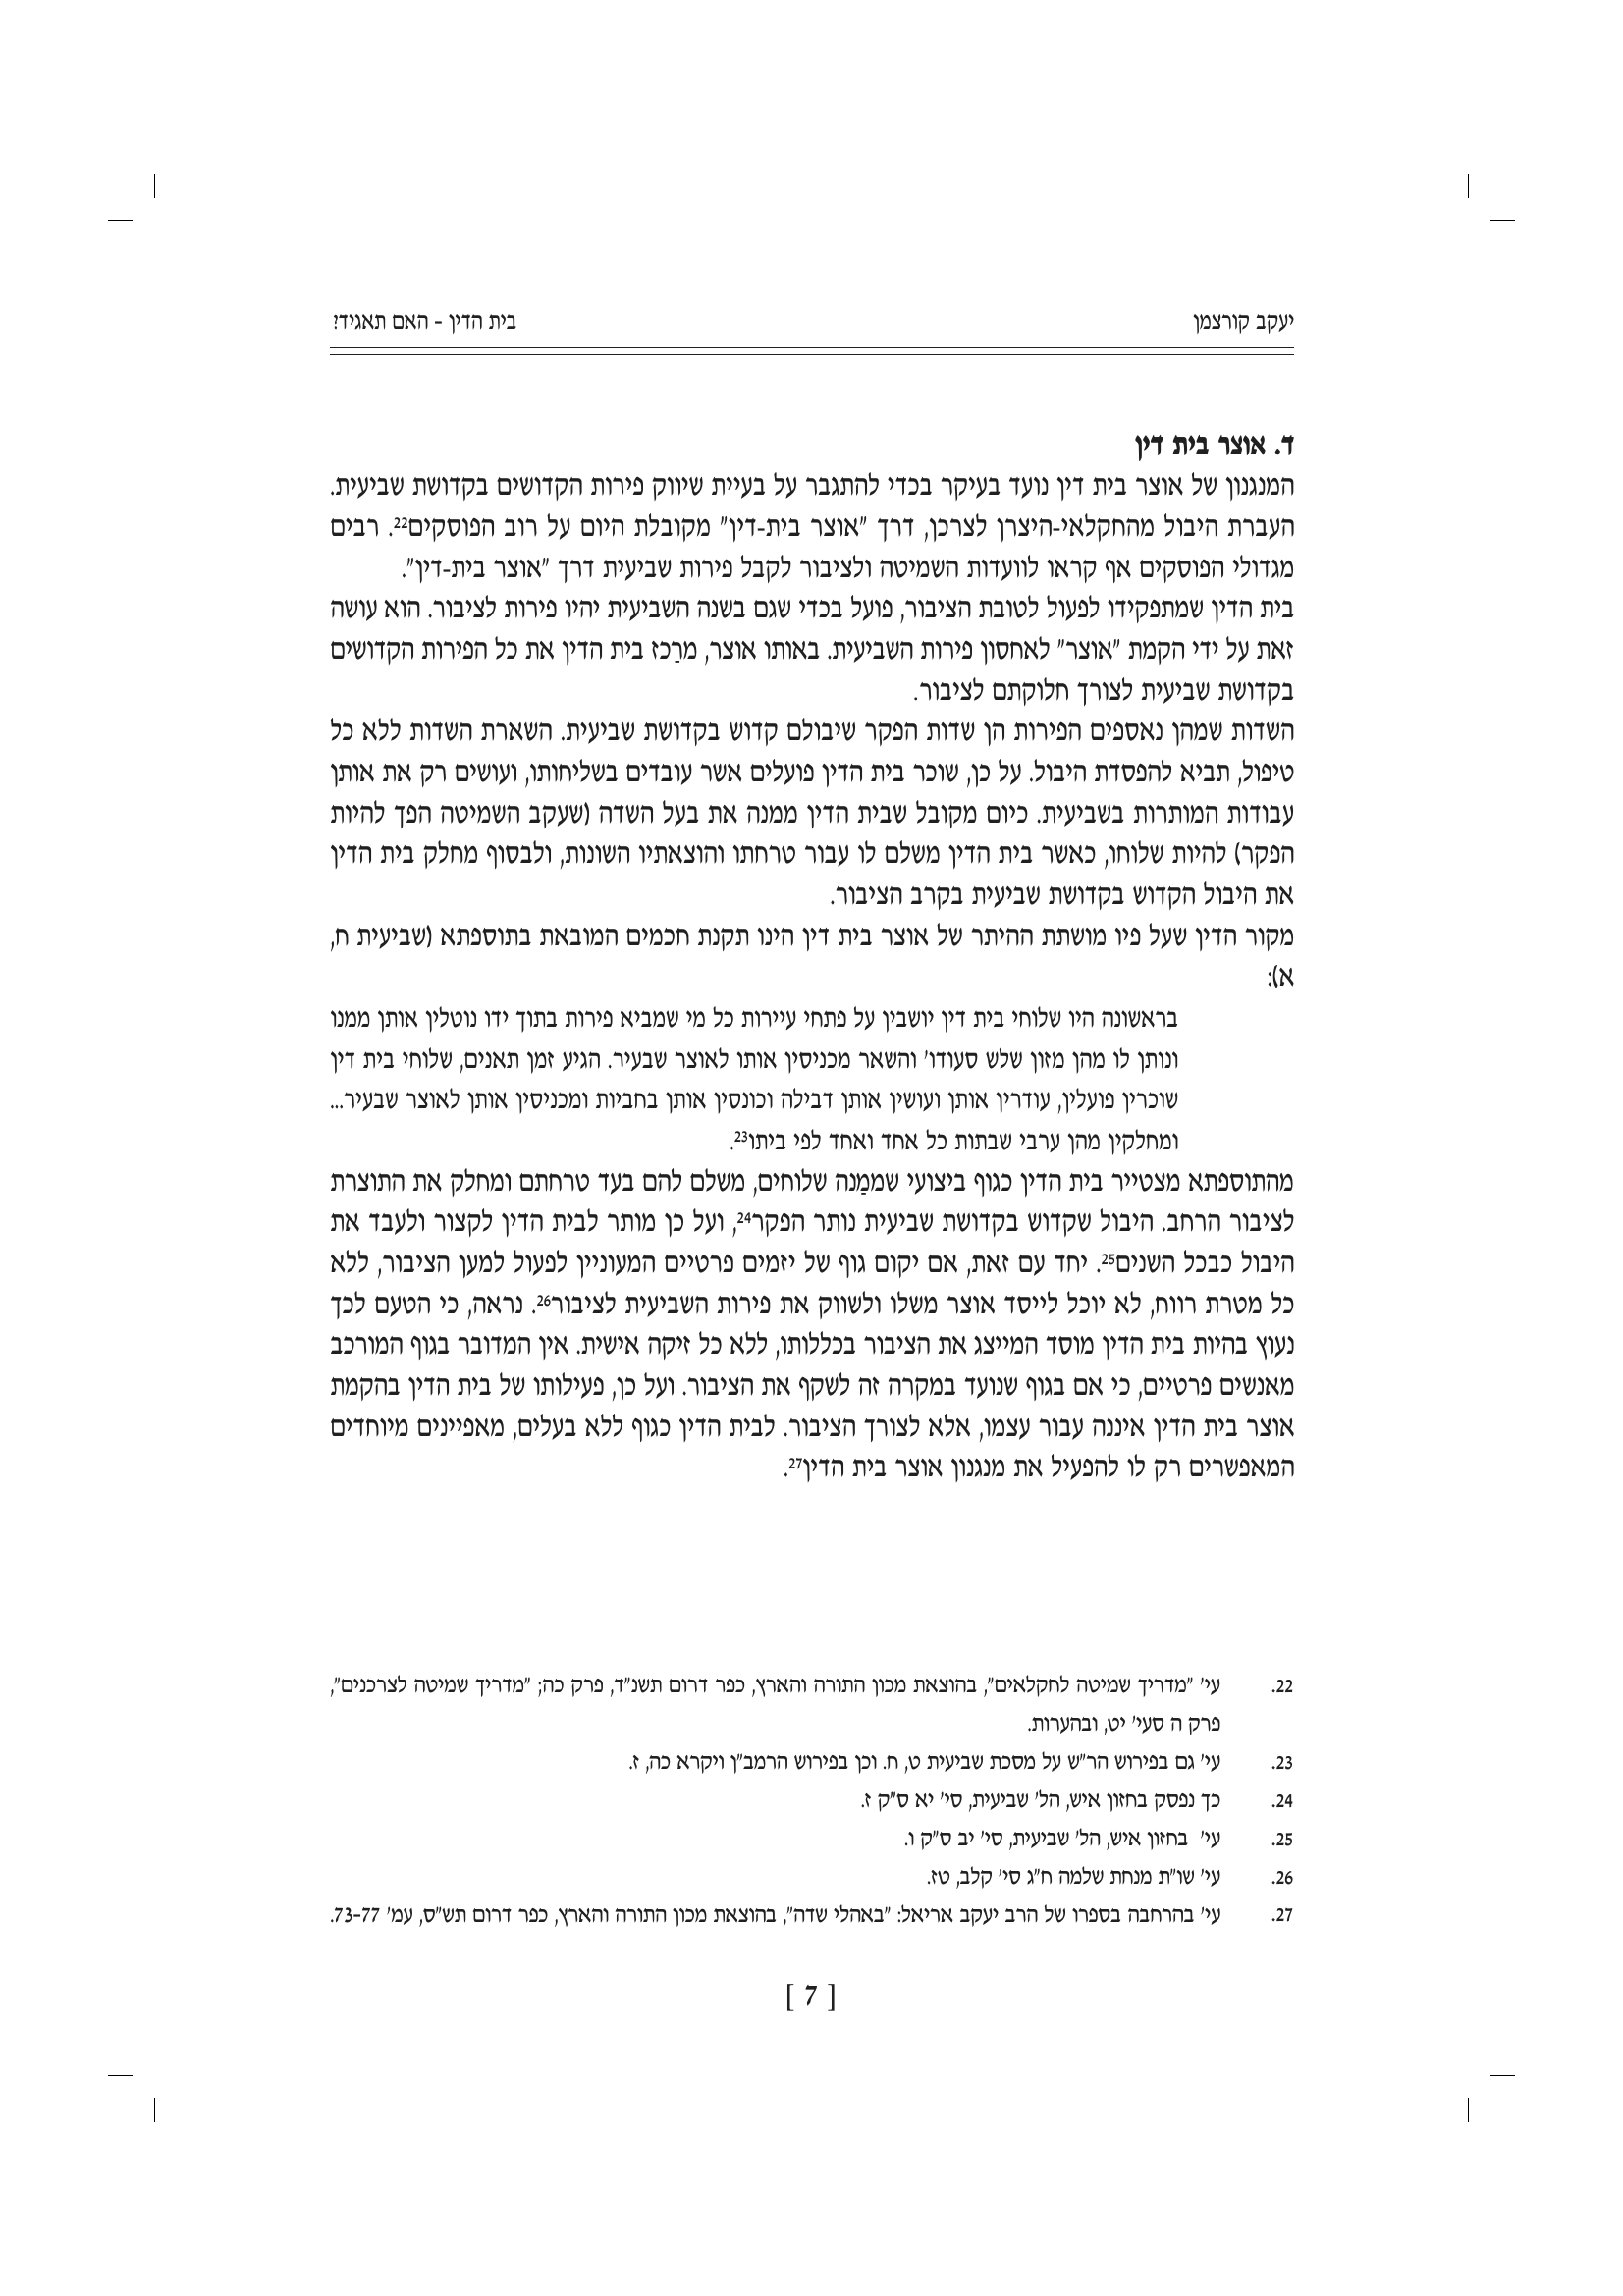 יעקב קורצמן
בית הדין - האם תאגיד?
ד. אוצר בית דין
המנגנון של אוצר בית דין נועד בעיקר בכדי להתגבר על בעיית שיווק פירות הקדושים בקדושת שביעית.
העברת היבול מהחקלאי-היצרן לצרכן, דרך "אוצר בית-דין" מקובלת היום על רוב הפוסקים22. רבים
מגדולי הפוסקים אף קראו לוועדות השמיטה ולציבור לקבל פירות שביעית דרך "אוצר בית-דין".
בית הדין שמתפקידו לפעול לטובת הציבור, פועל בכדי שגם בשנה השביעית יהיו פירות לציבור. הוא עושה
זאת על ידי הקמת "אוצר" לאחסון פירות השביעית. באותו אוצר, מרַכז בית הדין את כל הפירות הקדושים
בקדושת שביעית לצורך חלוקתם לציבור.
השדות שמהן נאספים הפירות הן שדות הפקר שיבולם קדוש בקדושת שביעית. השארת השדות ללא כל
טיפול, תביא להפסדת היבול. על כן, שוכר בית הדין פועלים אשר עובדים בשליחותו, ועושים רק את אותן
עבודות המותרות בשביעית. כיום מקובל שבית הדין ממנה את בעל השדה (שעקב השמיטה הפך להיות
הפקר) להיות שלוחו, כאשר בית הדין משלם לו עבור טרחתו והוצאתיו השונות, ולבסוף מחלק בית הדין
את היבול הקדוש בקדושת שביעית בקרב הציבור.
מקור הדין שעל פיו מושתת ההיתר של אוצר בית דין הינו תקנת חכמים המובאת בתוספתא (שביעית ח,
א):
בראשונה היו שלוחי בית דין יושבין על פתחי עיירות כל מי שמביא פירות בתוך ידו נוטלין אותן ממנו
ונותן לו מהן מזון שלש סעודו' והשאר מכניסין אותו לאוצר שבעיר. הגיע זמן תאנים, שלוחי בית דין
שוכרין פועלין, עודרין אותן ועושין אותן דבילה וכונסין אותן בחביות ומכניסין אותן לאוצר שבעיר...
ומחלקין מהן ערבי שבתות כל אחד ואחד לפי ביתו23.
מהתוספתא מצטייר בית הדין כגוף ביצועי שממַנה שלוחים, משלם להם בעד טרחתם ומחלק את התוצרת
לציבור הרחב. היבול שקדוש בקדושת שביעית נותר הפקר24, ועל כן מותר לבית הדין לקצור ולעבד את
היבול כבכל השנים25. יחד עם זאת, אם יקום גוף של יזמים פרטיים המעוניין לפעול למען הציבור, ללא
כל מטרת רווח, לא יוכל לייסד אוצר משלו ולשווק את פירות השביעית לציבור26. נראה, כי הטעם לכך
נעוץ בהיות בית הדין מוסד המייצג את הציבור בכללותו, ללא כל זיקה אישית. אין המדובר בגוף המורכב
מאנשים פרטיים, כי אם בגוף שנועד במקרה זה לשקף את הציבור. ועל כן, פעילותו של בית הדין בהקמת
אוצר בית הדין איננה עבור עצמו, אלא לצורך הציבור. לבית הדין כגוף ללא בעלים, מאפיינים מיוחדים
המאפשרים רק לו להפעיל את מנגנון אוצר בית הדין27.
22. עי' "מדריך שמיטה לחקלאים", בהוצאת מכון התורה והארץ, כפר דרום תשנ"ד, פרק כה; "מדריך שמיטה לצרכנים",
פרק ה סעי' יט, ובהערות.
23. עי' גם בפירוש הר"ש על מסכת שביעית ט, ח. וכן בפירוש הרמב"ן ויקרא כה, ז.
24. כך נפסק בחזון איש, הל' שביעית, סי' יא ס"ק ז.
25. עי' בחזון איש, הל' שביעית, סי' יב ס"ק ו.
26. עי' שו"ת מנחת שלמה ח"ג סי' קלב, טז.
27. עי' בהרחבה בספרו של הרב יעקב אריאל: "באהלי שדה", בהוצאת מכון התורה והארץ, כפר דרום תש"ס, עמ' 73-77.
[ 7 ]